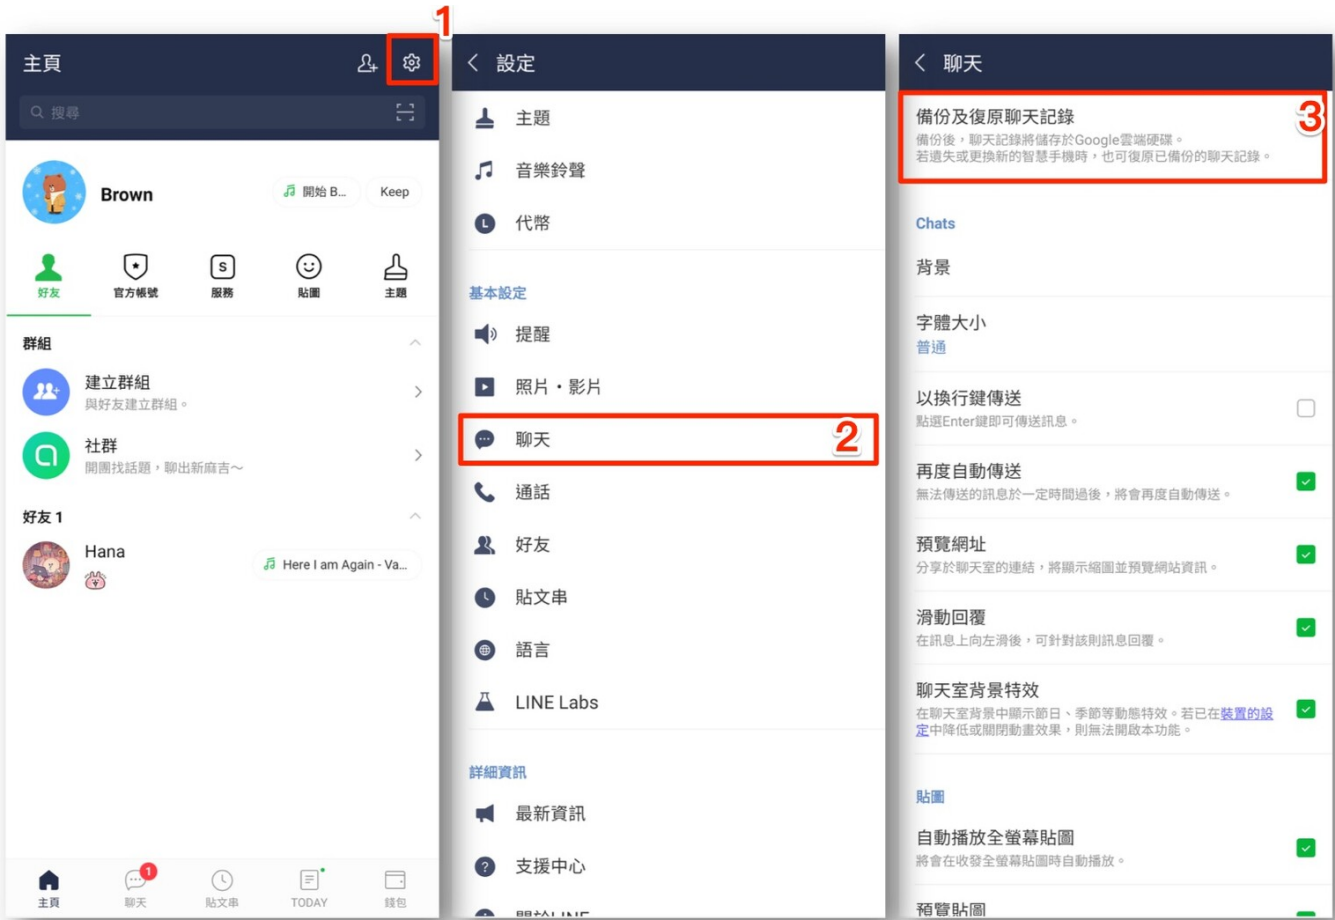 1
主頁
搜尋
Brown
開始 B...
Keep
好友
官方帳號
服務
貼圖
主題
群組
建立群組
與好友建立群組。
社群
開團找話題，聊出新麻吉～
好友 1
Hana
Here I am Again - Va...
主頁
1
聊天
貼文串
TODAY
錢包
設定
主題
音樂鈴聲
L
代幣
基本設定
提醒
照片・影片
聊天
2
通話
好友
貼文串
語言
LINE Labs
詳細資訊
最新資訊
支援中心
關於LINE
聊天
備份及復原聊天記錄
3
備份後，聊天記錄將儲存於Google雲端硬碟。
若遺失或更換新的智慧手機時，也可復原已備份的聊天記錄。
Chats
背景
字體大小
普通
以換行鍵傳送
點選Enter鍵即可傳送訊息。
再度自動傳送
無法傳送的訊息於一定時間過後，將會再度自動傳送。
預覽網址
分享於聊天室的連結，將顯示縮圖並預覽網站資訊。
滑動回覆
在訊息上向左滑後，可針對該則訊息回覆。
聊天室背景特效
在聊天室背景中顯示節日、季節等動態特效。若已在裝置的設
定中降低或關閉動畫效果，則無法開啟本功能。
貼圖
自動播放全螢幕貼圖
將會在收發全螢幕貼圖時自動播放。
預覽貼圖